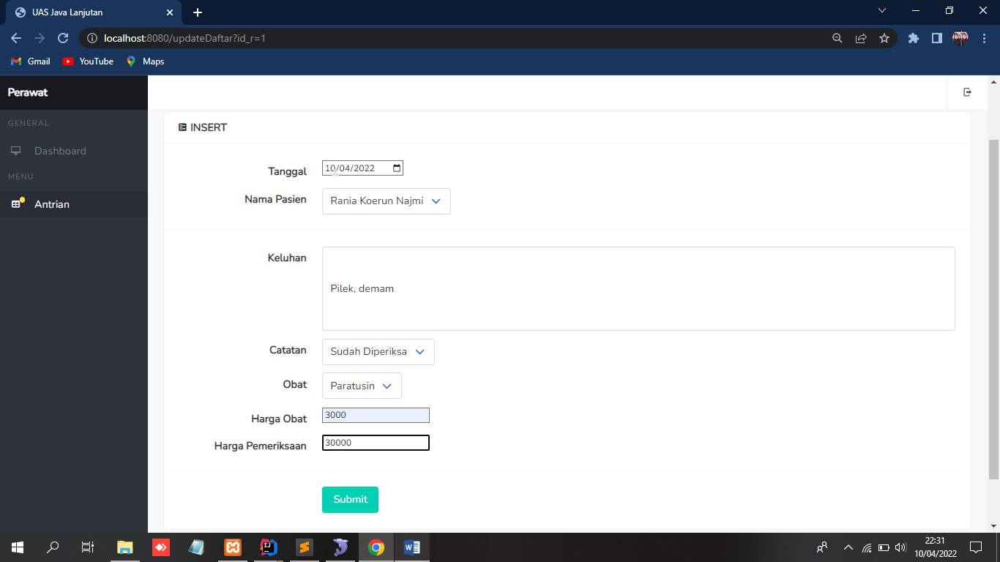 UAS Java Lanjutan
localhost:8080/updateDaftar?id_r=1
Gmail YouTube Maps
Perawat
GENERAL
Dashboard
MENU
Antrian
INSERT
Tanggal 10/04/2022
Nama Pasien Rania Koerun Najmi
Keluhan
Pilek, demam
Catatan Sudah Diperiksa
Obat Paratusin
Harga Obat 3000
Harga Pemeriksaan 30000
Submit
22:31
10/04/2022